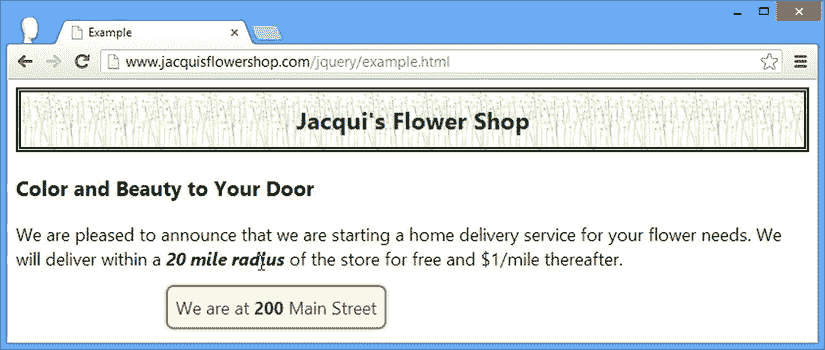 Example
www.jacquisflowershop.com/jquery/example.html
Jacqui's Flower Shop
Color and Beauty to Your Door
We are pleased to announce that we are starting a home delivery service for your flower needs. We
will deliver within a 20 mile radius of the store for free and $1/mile thereafter.
We are at 200 Main Street